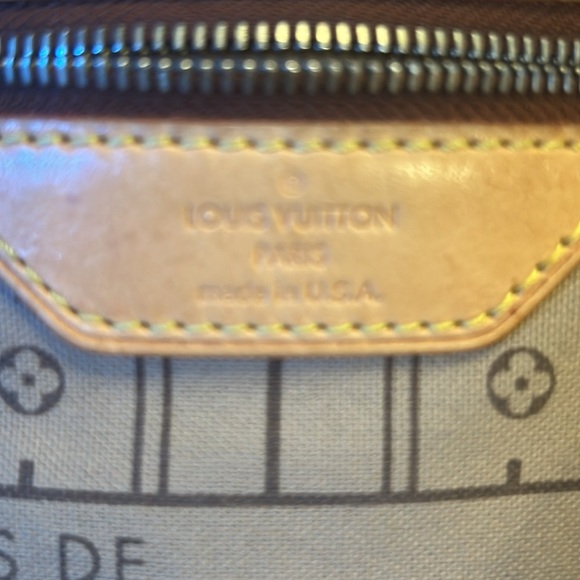 ®
LOUIS VUITTON
PARIS
made in U.S.A.
S DE